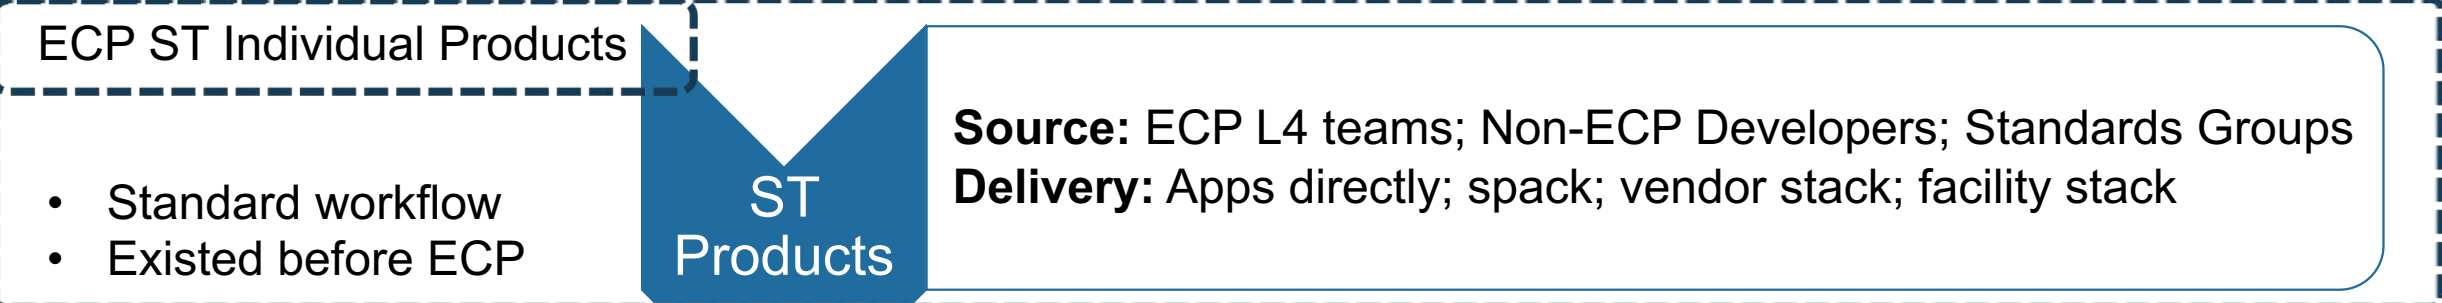 ECP ST Individual Products
• Standard workflow
• Existed before ECP
ST
Products
Source: ECP L4 teams; Non-ECP Developers; Standards Groups
Delivery: Apps directly; spack; vendor stack; facility stack